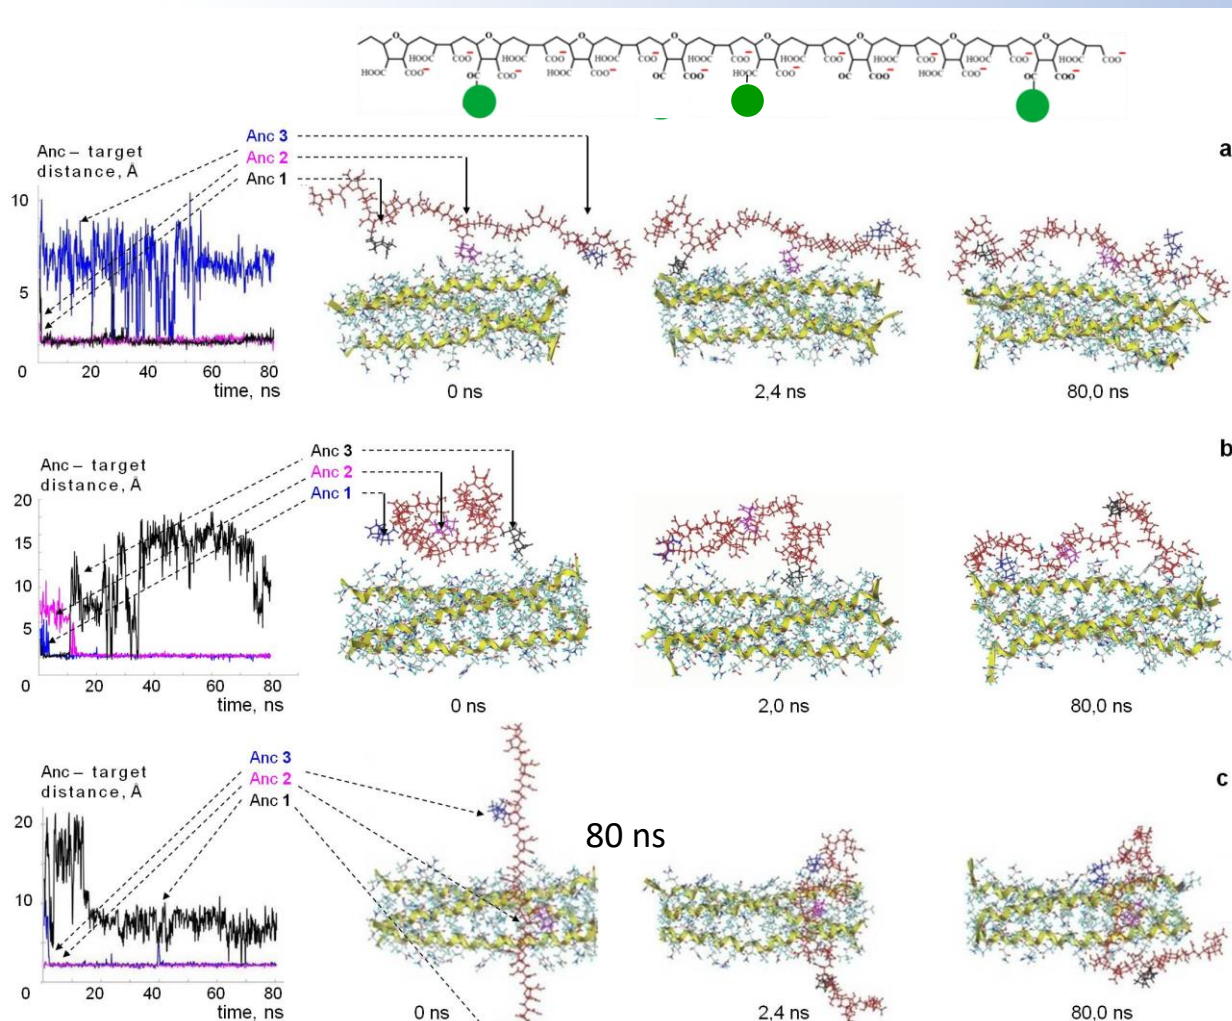 O O O O O O O O
HOOC COO− HOOC COO− HOOC COO− HOOC COO− HOOC COO− HOOC COO− HOOC COO− COO−
HOOC COO− OC COO− HOOC COO− OC COO− HOOC COO− OC COO− HOOC COO− OC COO−
a
Anc 3
Anc 2
Anc 1
Anc – target
distance, Å
10
5
0 20 40 60 80
time, ns
0 ns
2,4 ns
80,0 ns
b
Anc 3
Anc 2
Anc 1
Anc – target
distance, Å
20
15
10
5
0 20 40 60 80
time, ns
0 ns
2,0 ns
80,0 ns
c
Anc 3
Anc 2
Anc 1
Anc – target
distance, Å
20
10
0 20 40 60 80
time, ns
80 ns
0 ns
2,4 ns
80,0 ns